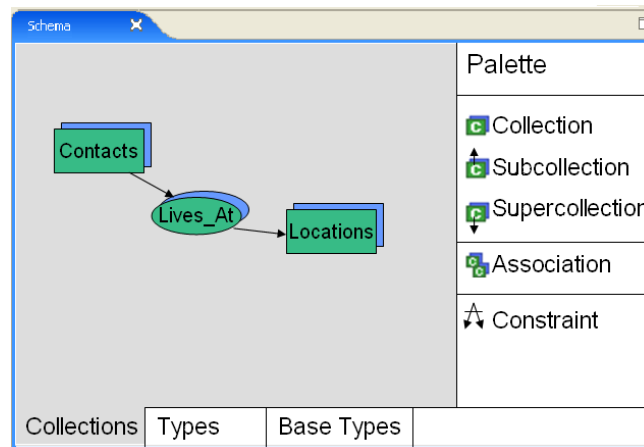 Schema
Palette
Contacts
Lives_At
Locations
Collection
Subcollection
Supercollection
Association
Constraint
Collections
Types
Base Types